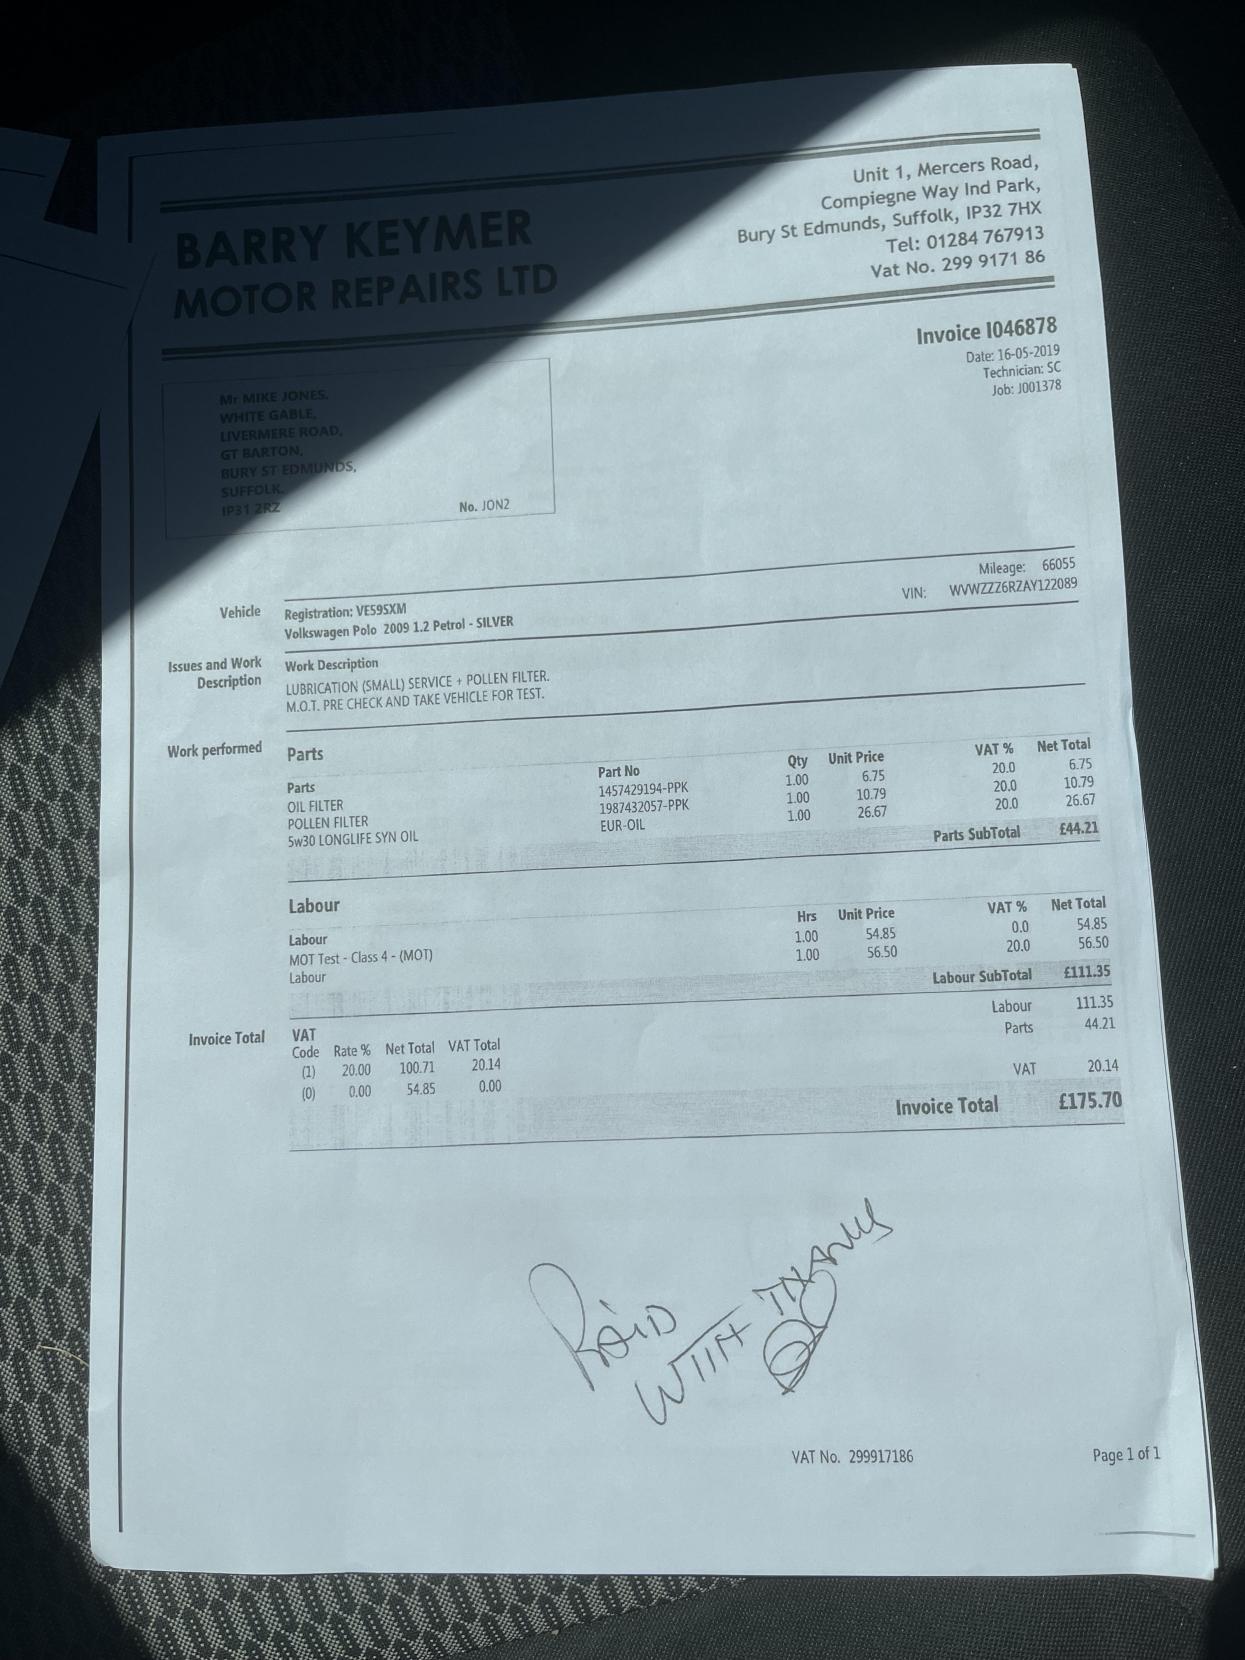 BARRY KEYMER
MOTOR REPAIRS LTD
Unit 1, Mercers Road,
Compiegne Way Ind Park,
Bury St Edmunds, Suffolk, IP32 7HX
Tel: 01284 767913
Vat No. 299 9171 86
Invoice I046878
Date: 16-05-2019
Technician: SC
Job: J001378
Mr MIKE JONES,
WHITE GABLE,
LIVERMERE ROAD,
GT BARTON,
BURY ST EDMUNDS,
SUFFOLK,
IP31 2RZ
No. JON2
Mileage: 66055
Vehicle Registration: VE59SXM VIN: WVWZZZ6RZAY122089
Volkswagen Polo 2009 1.2 Petrol - SILVER
Issues and Work Description
Work Description
LUBRICATION (SMALL) SERVICE + POLLEN FILTER.
M.O.T. PRE CHECK AND TAKE VEHICLE FOR TEST.
Work performed
Parts
Parts Part No Qty Unit Price VAT % Net Total
OIL FILTER 1457429194-PPK 1.00 6.75 20.0 6.75
POLLEN FILTER 1987432057-PPK 1.00 10.79 20.0 10.79
5w30 LONGLIFE SYN OIL EUR-OIL 1.00 26.67 20.0 26.67
Parts SubTotal £44.21
Labour
Labour Hrs Unit Price VAT % Net Total
MOT Test - Class 4 - (MOT) 1.00 54.85 0.0 54.85
Labour 1.00 56.50 20.0 56.50
Labour SubTotal £111.35
Labour 111.35
Parts 44.21
VAT 20.14
Invoice Total £175.70
Invoice Total
VAT
Code Rate % Net Total VAT Total
(1) 20.00 100.71 20.14
(0) 0.00 54.85 0.00
PAID
WITH THANKS
VAT No. 299917186
Page 1 of 1